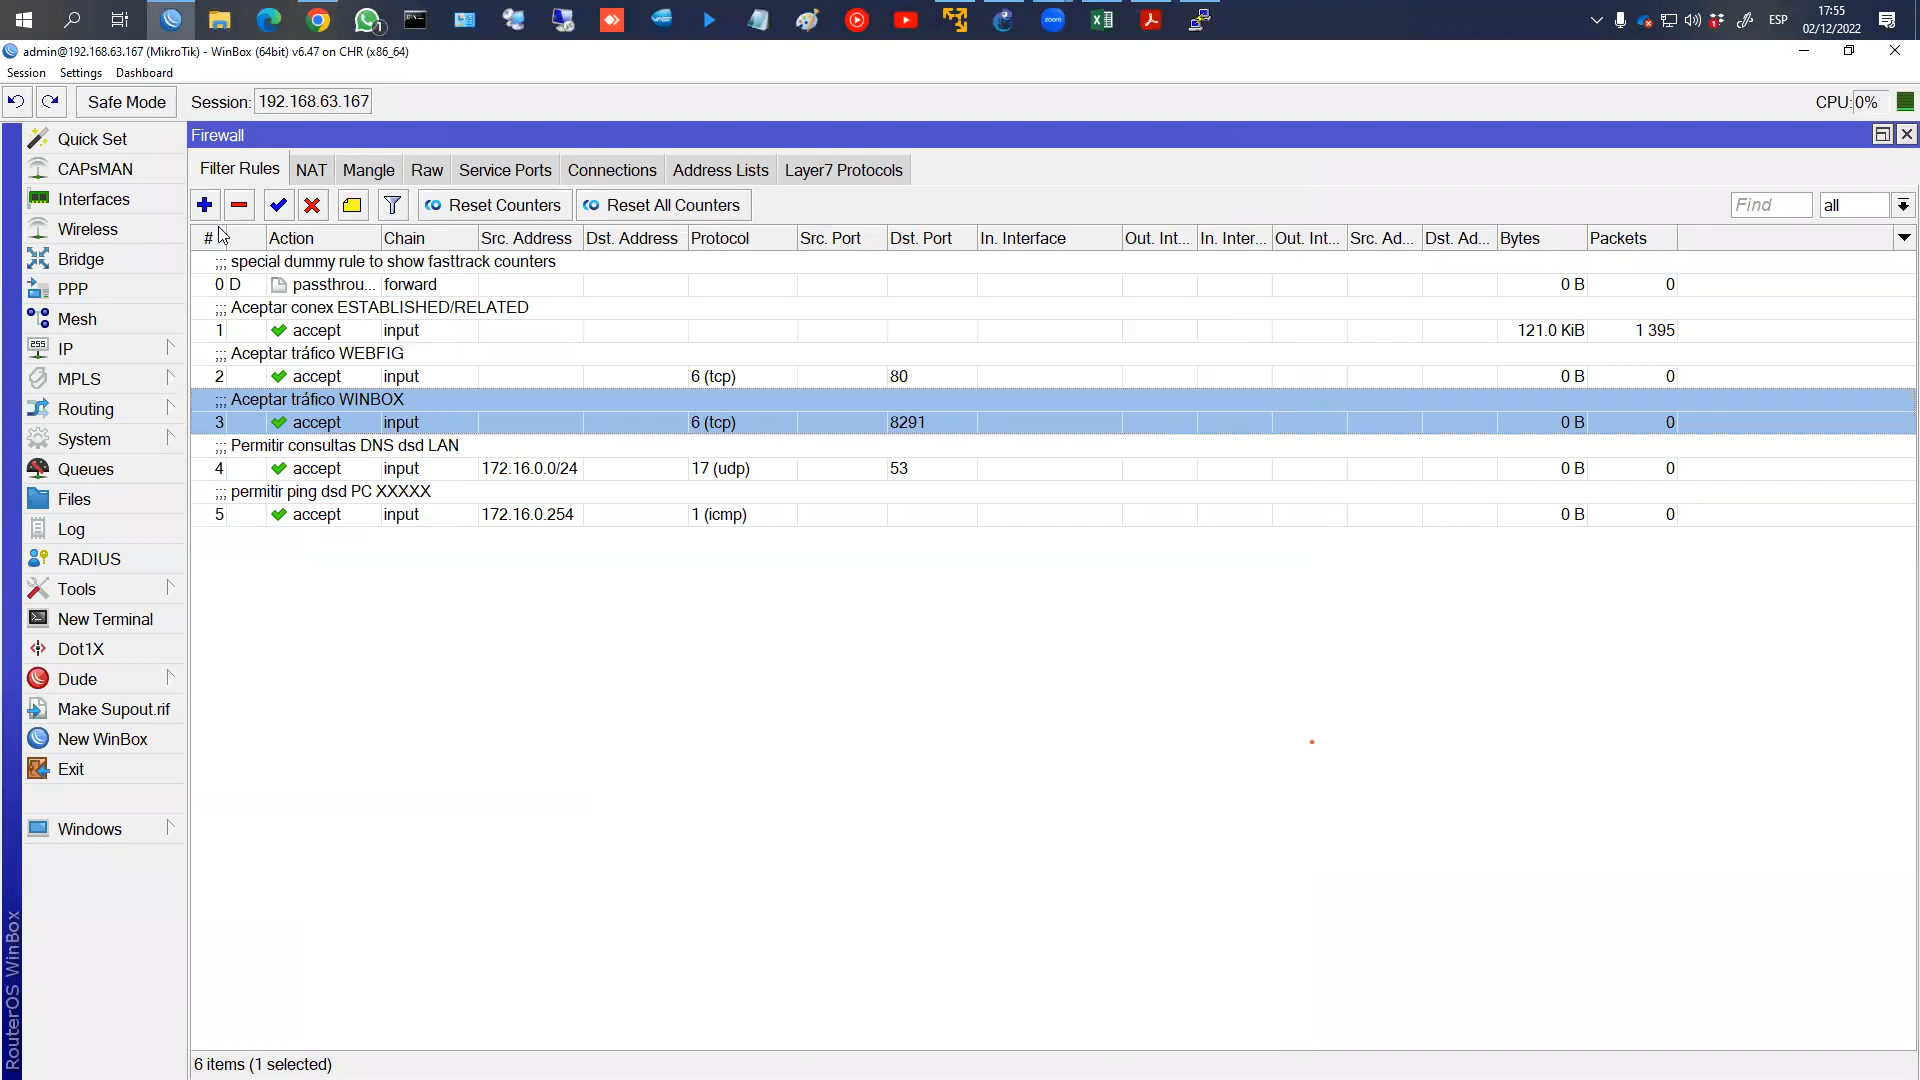 ESP
17:55
02/12/2022
admin@192.168.63.167 (MikroTik) - WinBox (64bit) v6.47 on CHR (x86_64)
Session Settings Dashboard
Safe Mode Session: 192.168.63.167 CPU: 0%
Quick Set
CAPsMAN
Interfaces
Wireless
Bridge
PPP
Mesh
IP
MPLS
Routing
System
Queues
Files
Log
RADIUS
Tools
New Terminal
Dot1X
Dude
Make Supout.rif
New WinBox
Exit
Windows
RouterOS WinBox
Firewall
Filter Rules NAT Mangle Raw Service Ports Connections Address Lists Layer7 Protocols
Reset Counters Reset All Counters Find all
# Action Chain Src. Address Dst. Address Protocol Src. Port Dst. Port In. Interface Out. Int... In. Inter... Out. Int... Src. Ad... Dst. Ad... Bytes Packets
;;; special dummy rule to show fasttrack counters
0 D passthrou... forward 0 B 0
;;; Aceptar conex ESTABLISHED/RELATED
1 accept input 121.0 KiB 1 395
;;; Aceptar tráfico WEBFIG
2 accept input 6 (tcp) 80 0 B 0
;;; Aceptar tráfico WINBOX
3 accept input 6 (tcp) 8291 0 B 0
;;; Permitir consultas DNS dsd LAN
4 accept input 172.16.0.0/24 17 (udp) 53 0 B 0
;;; permitir ping dsd PC XXXXX
5 accept input 172.16.0.254 1 (icmp) 0 B 0
6 items (1 selected)